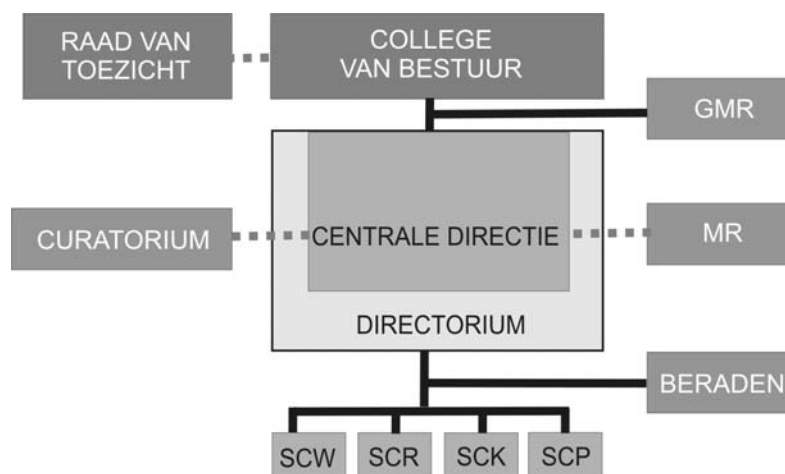 RAAD VAN
TOEZICHT
COLLEGE
VAN BESTUUR
GMR
CURATORIUM
CENTRALE DIRECTIE
MR
DIRECTORIUM
BERADEN
SCW
SCR
SCK
SCP